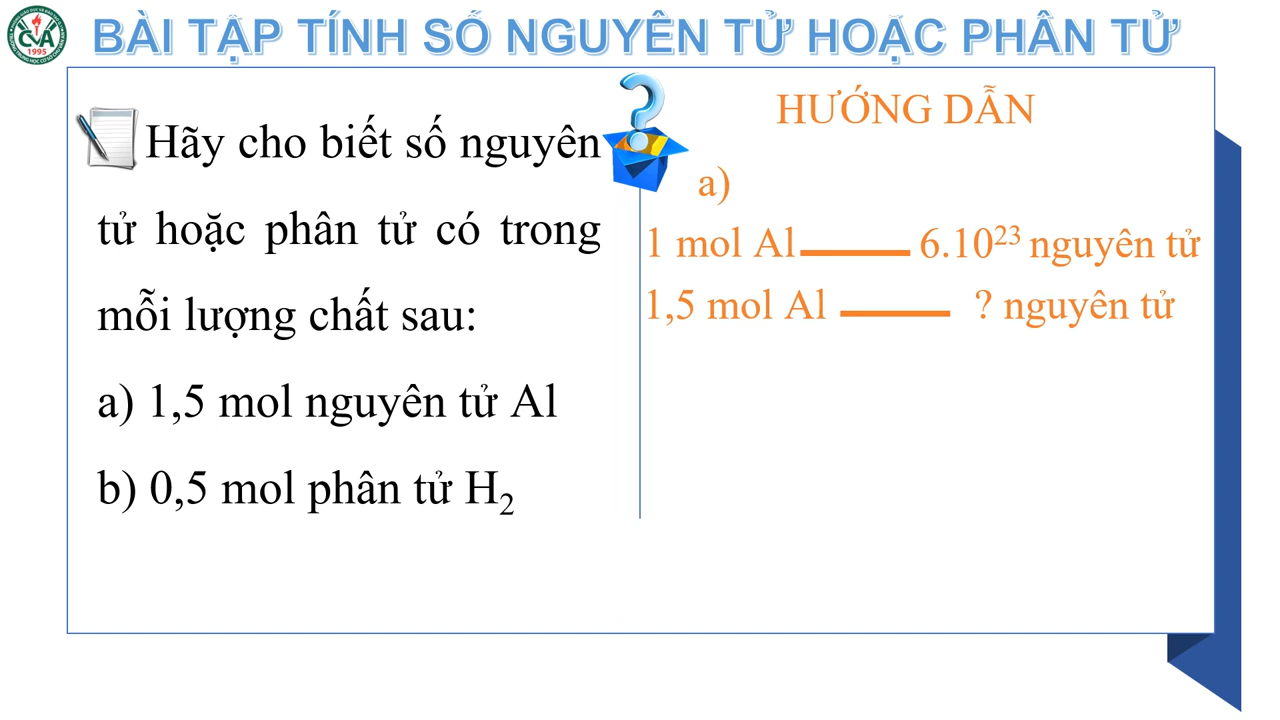 BÀI TẬP TÍNH SỐ NGUYÊN TỬ HOẶC PHÂN TỬ
Hãy cho biết số nguyên
tử hoặc phân tử có trong
mỗi lượng chất sau:
a) 1,5 mol nguyên tử Al
b) 0,5 mol phân tử H₂
HƯỚNG DẪN
a)
1 mol Al 6.10²³ nguyên tử
1,5 mol Al ? nguyên tử
1995